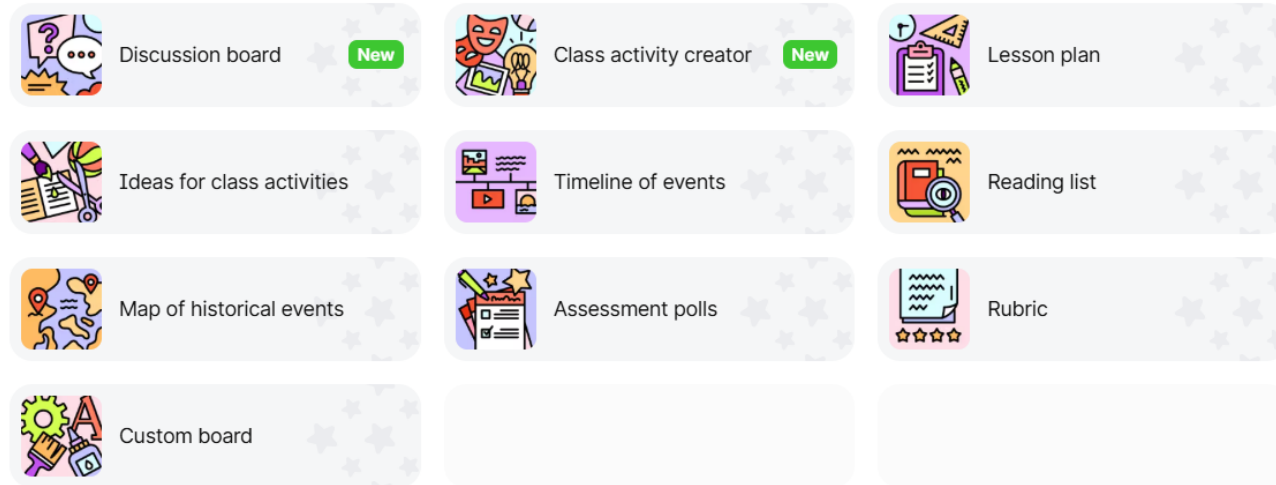 Discussion board
New
Class activity creator
New
Lesson plan
Ideas for class activities
Timeline of events
Reading list
Map of historical events
Assessment polls
Rubric
Custom board